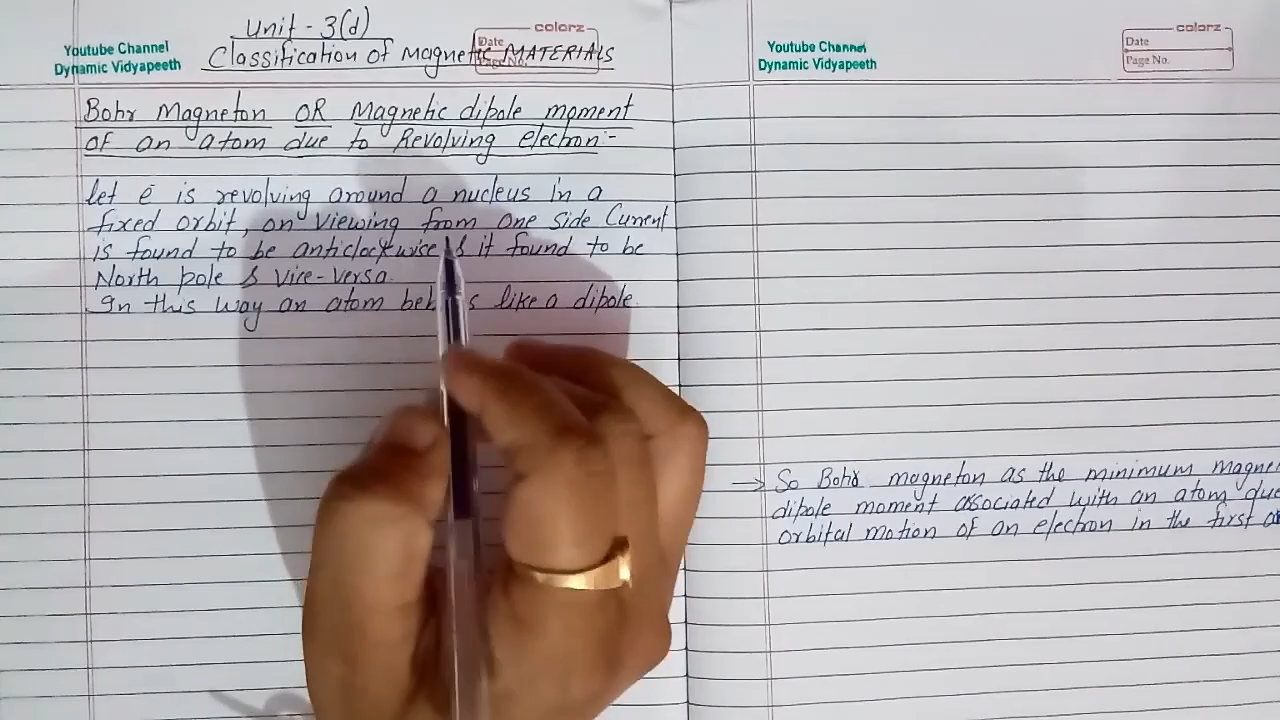 Unit - 3(d)
Classification of Magnetic MATERIALS
Youtube Channel
Dynamic Vidyapeeth
colorz
Date
Page No.
Bohr Magneton OR Magnetic dipole moment
of an atom due to Revolving electron:-
let e is revolving around a nucleus in a
fixed orbit, on viewing from one side Current
is found to be anticlockwise & it found to be
North pole & Vice-Versa.
In this way an atom like a dipole.
Youtube Channel
Dynamic Vidyapeeth
colorz
Date
Page No.
→ So Bohr magneton as the minimum magne
dipole moment associated with an atom due
orbital motion of an electron in the first